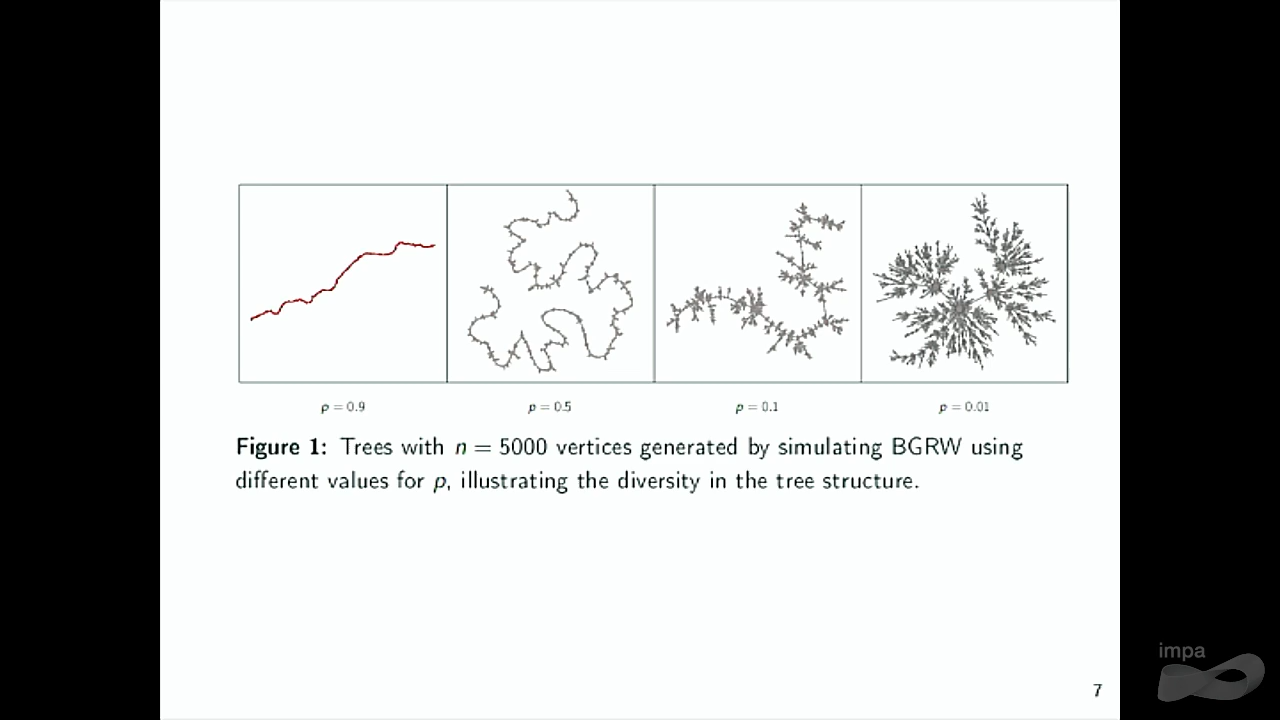 p = 0.9
p = 0.5
p = 0.1
p = 0.01
Figure 1: Trees with n = 5000 vertices generated by simulating BGRW using
different values for p, illustrating the diversity in the tree structure.
impa
7